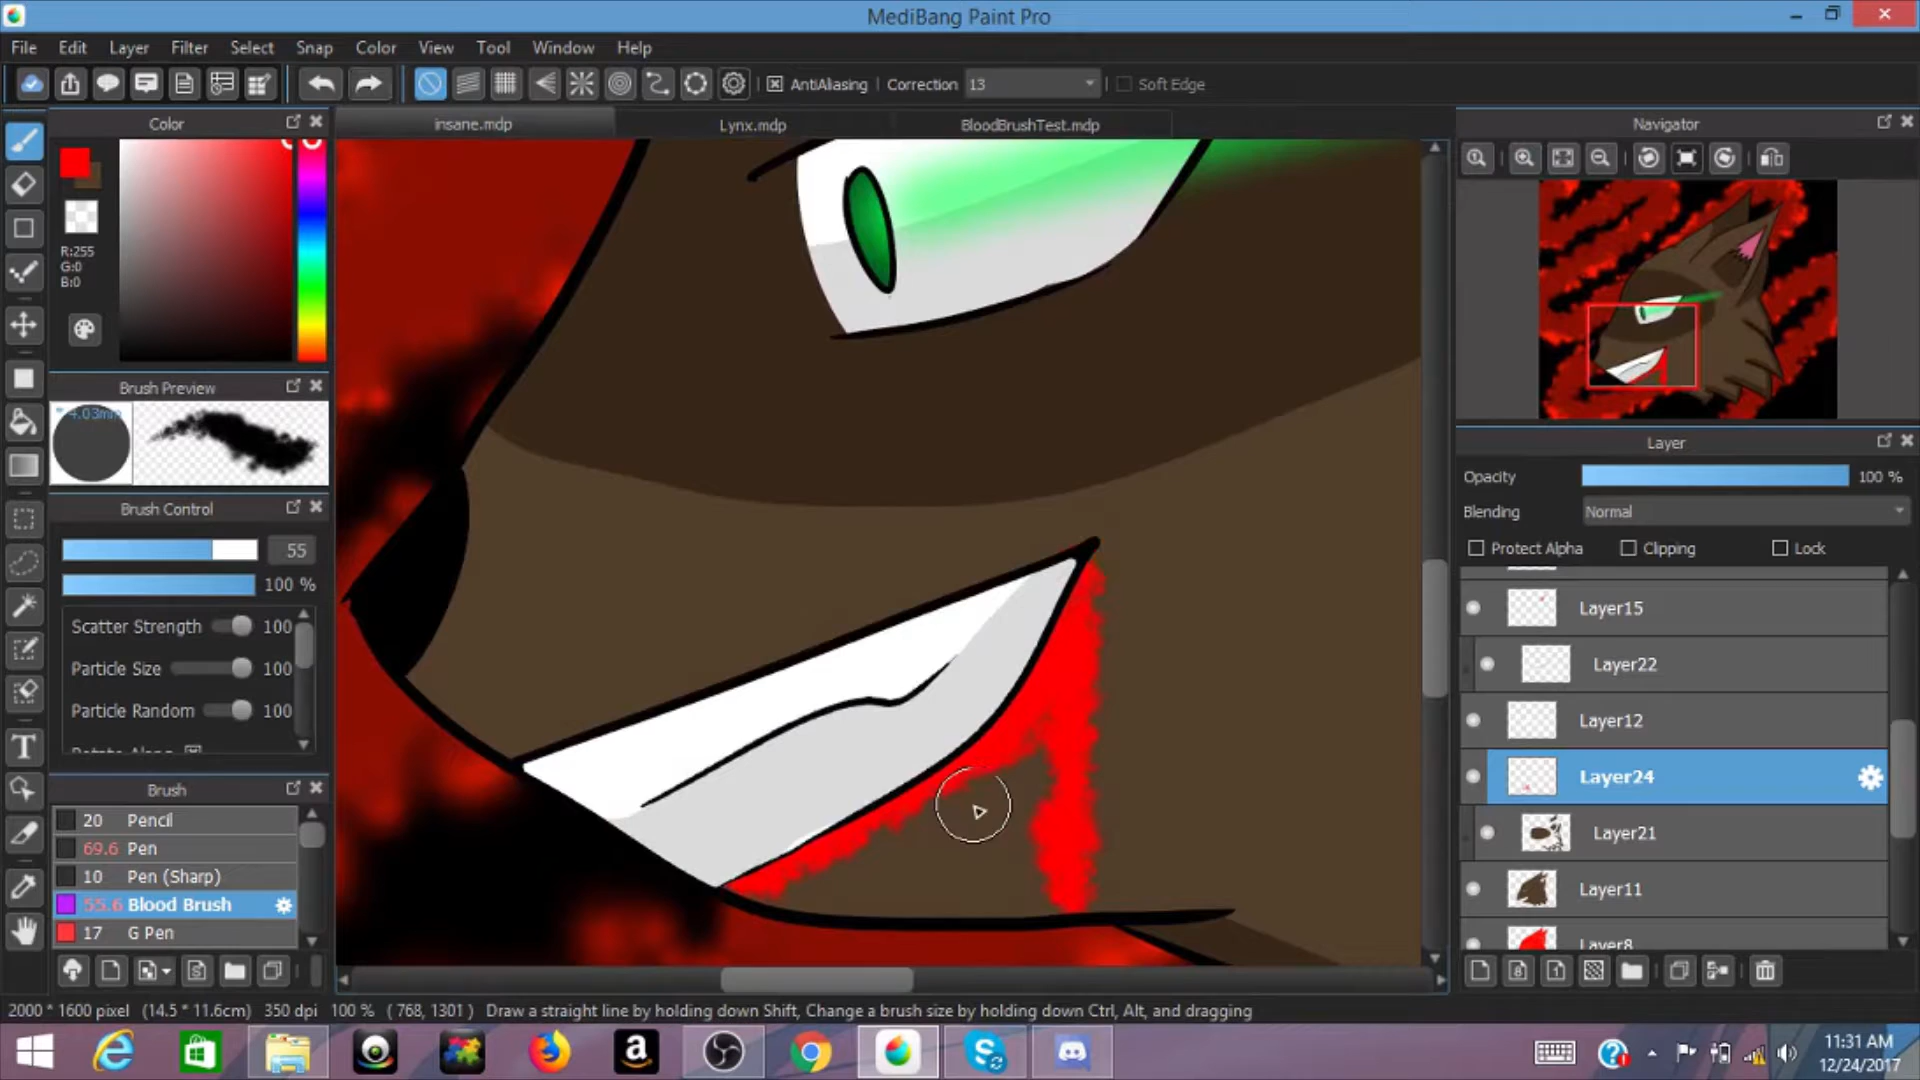 MediBang Paint Pro
File Edit Layer Filter Select Snap Color View Tool Window Help
AntiAliasing Correction 13 Soft Edge
Color
insane.mdp Lynx.mdp BloodBrushTest.mdp
Navigator
R:255
G:0
B:0
Brush Preview
4.03mm
Brush Control
55
100 %
Scatter Strength 100
Particle Size 100
Particle Random 100
Brush
20 Pencil
69.6 Pen
10 Pen (Sharp)
55.6 Blood Brush
17 G Pen
Layer
Opacity 100 %
Blending Normal
Protect Alpha Clipping Lock
Layer15
Layer22
Layer12
Layer24
Layer21
Layer11
Layer8
2000 * 1600 pixel (14.5 * 11.6cm) 350 dpi 100 % ( 768, 1301 ) Draw a straight line by holding down Shift, Change a brush size by holding down Ctrl, Alt, and dragging
11:31 AM
12/24/2017